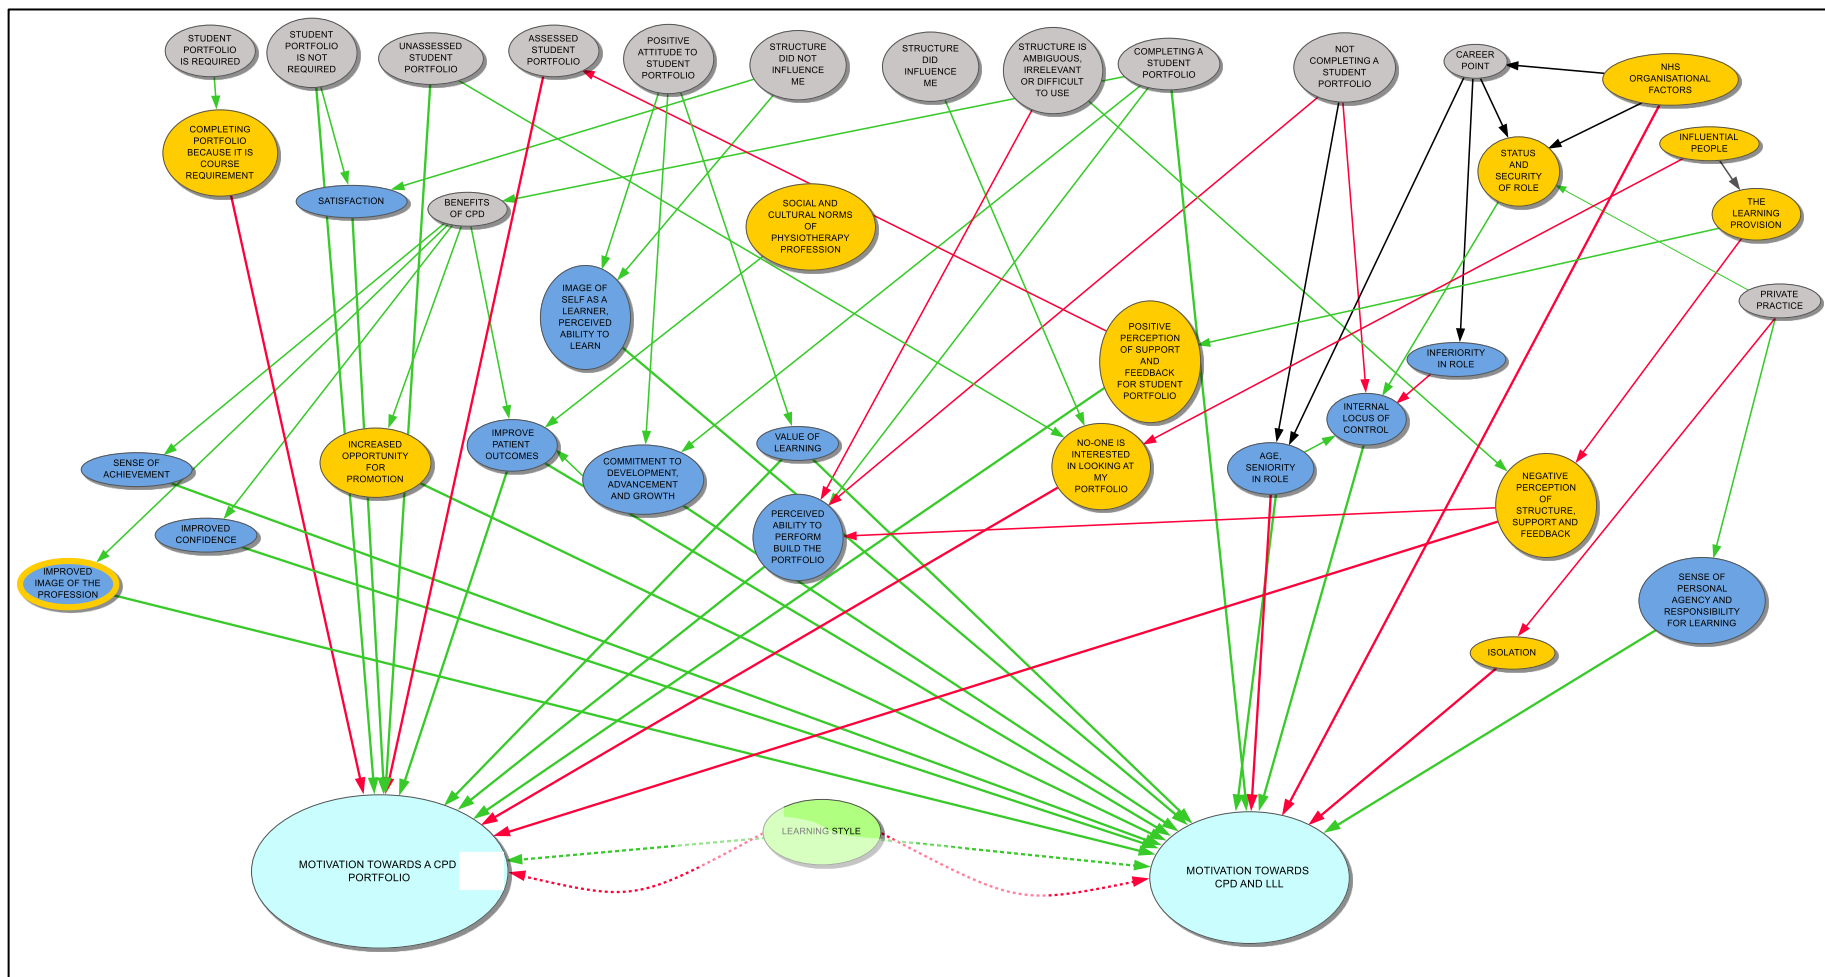 STUDENT
PORTFOLIO
IS REQUIRED
STUDENT
PORTFOLIO
IS NOT
REQUIRED
UNASSESSED
STUDENT
PORTFOLIO
ASSESSED
STUDENT
PORTFOLIO
POSITIVE
ATTITUDE TO
STUDENT
PORTFOLIO
STRUCTURE
DID NOT
INFLUENCE
ME
STRUCTURE
DID
INFLUENCE
ME
STRUCTURE IS
AMBIGUOUS,
IRRELEVANT
OR DIFFICULT
TO USE
COMPLETING A
STUDENT
PORTFOLIO
NOT
COMPLETING A
STUDENT
PORTFOLIO
CAREER
POINT
NHS
ORGANISATIONAL
FACTORS
COMPLETING
PORTFOLIO
BECAUSE IT IS
COURSE
REQUIREMENT
INFLUENTIAL
PEOPLE
STATUS
AND
SECURITY
OF ROLE
SATISFACTION
BENEFITS
OF CPD
SOCIAL AND
CULTURAL NORMS
OF
PHYSIOTHERAPY
PROFESSION
THE
LEARNING
PROVISION
IMAGE OF
SELF AS A
LEARNER,
PERCEIVED
ABILITY TO
LEARN
PRIVATE
PRACTICE
POSITIVE
PERCEPTION
OF SUPPORT
AND
FEEDBACK
FOR STUDENT
PORTFOLIO
INFERIORITY
IN ROLE
INTERNAL
LOCUS OF
CONTROL
SENSE OF
ACHIEVEMENT
INCREASED
OPPORTUNITY
FOR
PROMOTION
IMPROVE
PATIENT
OUTCOMES
COMMITMENT TO
DEVELOPMENT,
ADVANCEMENT
AND GROWTH
VALUE OF
LEARNING
NO-ONE IS
INTERESTED
IN LOOKING AT
MY
PORTFOLIO
AGE,
SENIORITY
IN ROLE
NEGATIVE
PERCEPTION
OF
STRUCTURE,
SUPPORT AND
FEEDBACK
IMPROVED
CONFIDENCE
PERCEIVED
ABILITY TO
PERFORM
BUILD THE
PORTFOLIO
IMPROVED
IMAGE OF THE
PROFESSION
SENSE OF
PERSONAL
AGENCY AND
RESPONSIBILITY
FOR LEARNING
ISOLATION
LEARNING STYLE
MOTIVATION TOWARDS A CPD
PORTFOLIO
MOTIVATION TOWARDS
CPD AND LLL